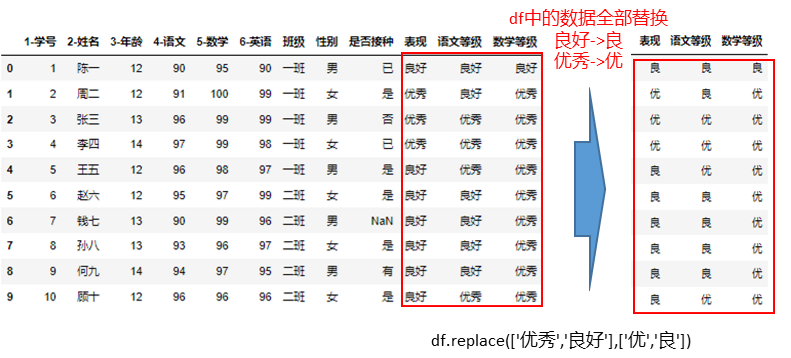 df中的数据全部替换
良好->良
优秀->优
1-学号 2-姓名 3-年龄 4-语文 5-数学 6-英语 班级 性别 是否接种 表现 语文等级 数学等级 表现 语文等级 数学等级
0 1 陈一 12 90 95 90 一班 男 已 良好 良好 良好 良 良 良
1 2 周二 12 91 100 99 一班 女 是 优秀 良好 优秀 优 良 优
2 3 张三 13 96 99 99 一班 男 否 优秀 优秀 优秀 优 优 优
3 4 李四 14 97 99 98 一班 女 已 优秀 优秀 优秀 优 优 优
4 5 王五 12 96 98 97 一班 男 是 良好 优秀 优秀 良 优 优
5 6 赵六 12 95 97 99 二班 女 是 良好 良好 优秀 良 良 优
6 7 钱七 13 90 99 96 二班 男 NaN 良好 良好 优秀 良 良 优
7 8 孙八 13 93 96 97 二班 女 是 良好 良好 优秀 良 良 优
8 9 何九 14 94 97 95 二班 男 有 良好 良好 优秀 良 良 优
9 10 顾十 12 96 96 96 二班 女 是 良好 优秀 优秀 良 优 优
df.replace(['优秀','良好'],['优','良'])